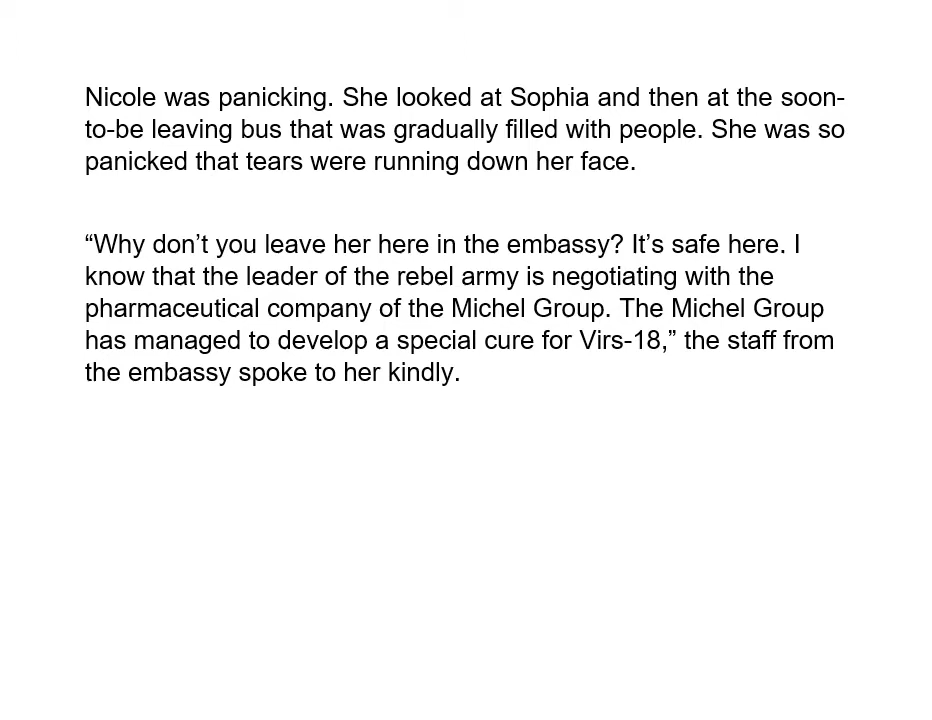 Nicole was panicking. She looked at Sophia and then at the soon-
to-be leaving bus that was gradually filled with people. She was so
panicked that tears were running down her face.
“Why don’t you leave her here in the embassy? It’s safe here. I
know that the leader of the rebel army is negotiating with the
pharmaceutical company of the Michel Group. The Michel Group
has managed to develop a special cure for Virs-18,” the staff from
the embassy spoke to her kindly.